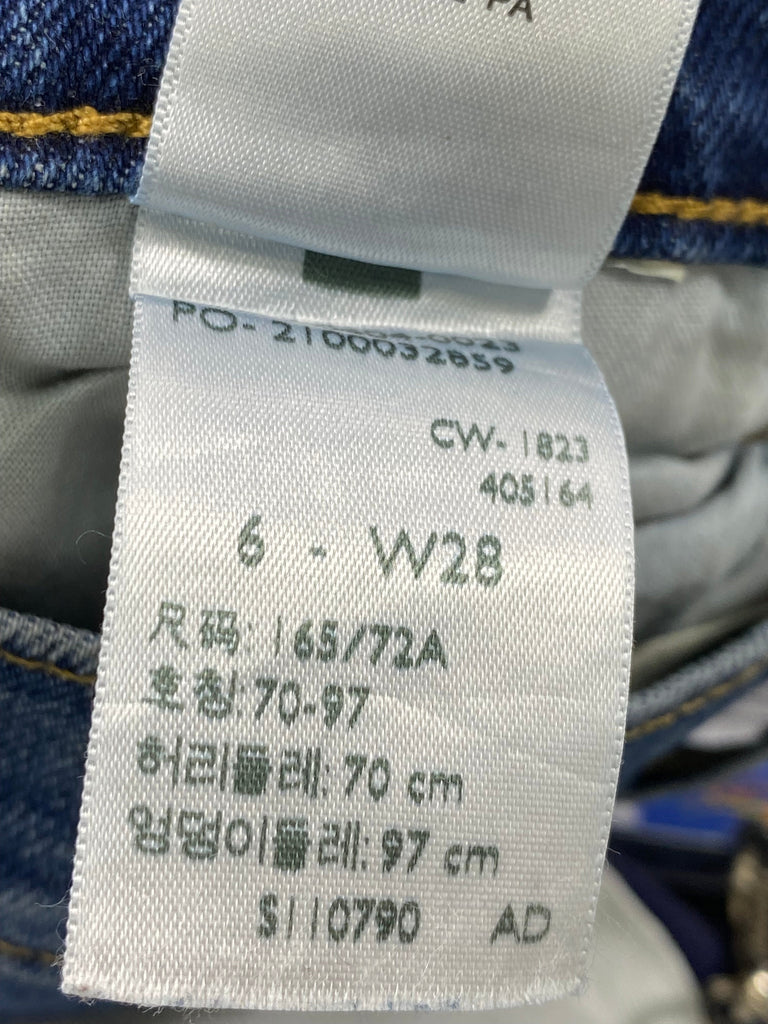 PA
PO- 2100032859
CW- 1823
405164
6 - W28
尺码: 165/72A
호칭:70-97
허리둘레: 70 cm
엉덩이둘레: 97 cm
S110790 AD